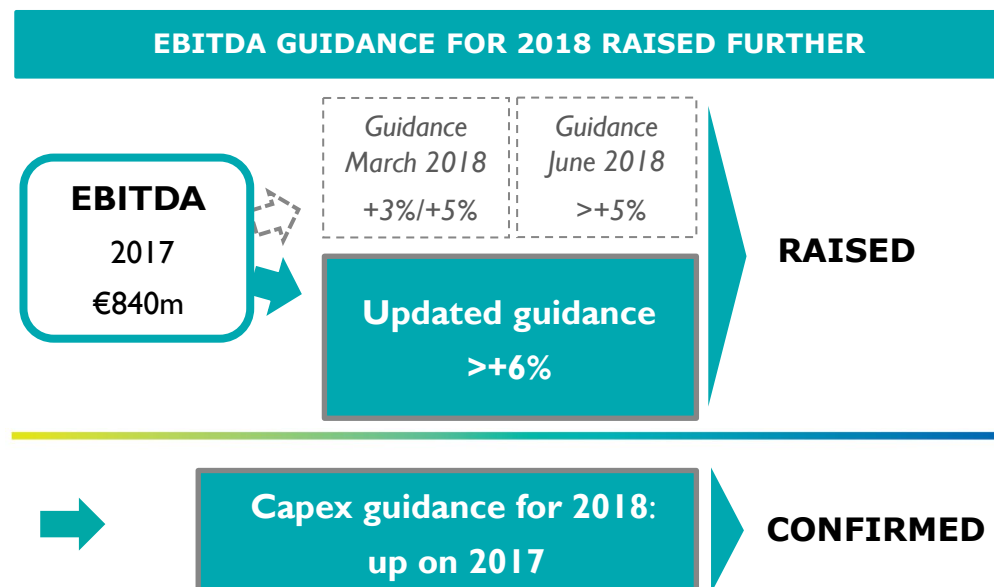 EBITDA GUIDANCE FOR 2018 RAISED FURTHER
Guidance
March 2018
+3%/+5%
Guidance
June 2018
>+5%
EBITDA
2017
€840m
RAISED
Updated guidance
>+6%
Capex guidance for 2018:
up on 2017
CONFIRMED